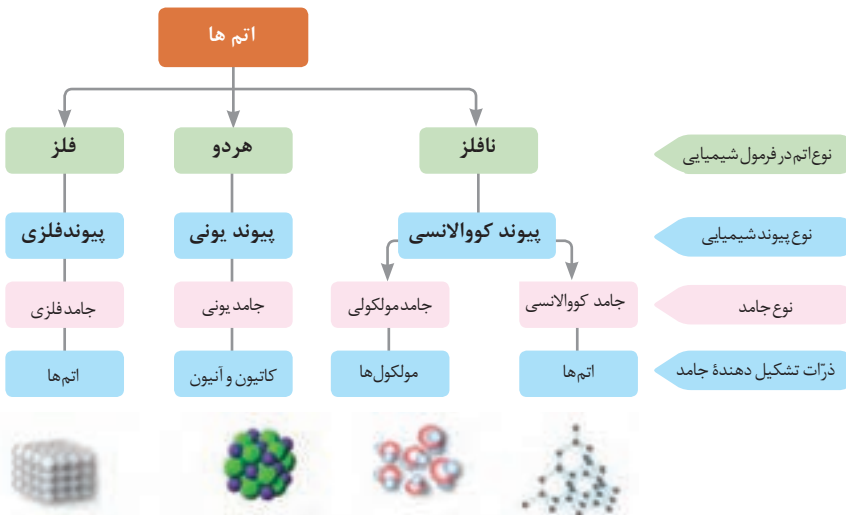 اتم ها
نوع اتم در فرمول شیمیایی
نافلز
هردو
فلز
نوع پیوند شیمیایی
پیوند کووالانسی
پیوند یونی
پیوند فلزی
نوع جامد
جامد کووالانسی
جامد مولکولی
جامد یونی
جامد فلزی
ذرّات تشکیل دهندهٔ جامد
اتم‌ها
مولکول‌ها
کاتیون و آنیون
اتم‌ها